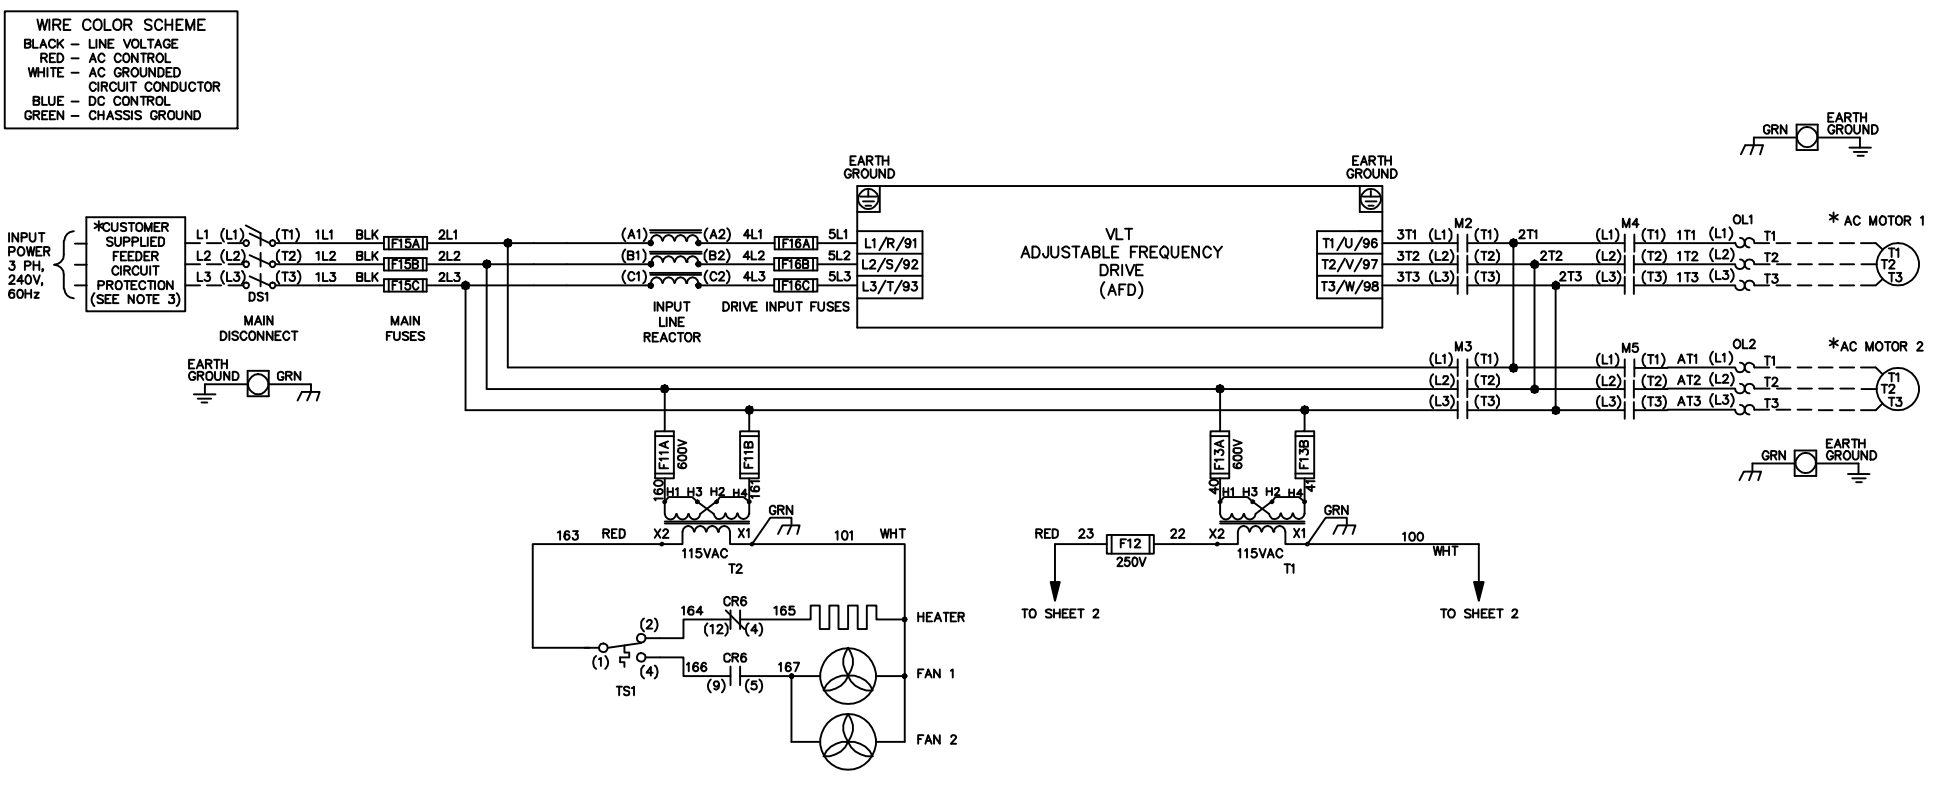 WIRE COLOR SCHEME
BLACK – LINE VOLTAGE
RED – AC CONTROL
WHITE – AC GROUNDED
CIRCUIT CONDUCTOR
BLUE – DC CONTROL
GREEN – CHASSIS GROUND
GRN
EARTH
GROUND
EARTH
GROUND
EARTH
GROUND
INPUT
POWER
3 PH,
240V,
60Hz
*CUSTOMER
SUPPLIED
FEEDER
CIRCUIT
PROTECTION
(SEE NOTE 3)
L1 (L1) (T1) 1L1 BLK F15A 2L1
L2 (L2) (T2) 1L2 BLK F15B 2L2
L3 (L3) (T3) 1L3 BLK F15C 2L3
DS1
MAIN
DISCONNECT
MAIN
FUSES
(A1) (A2) 4L1 F16A 5L1 L1/R/91
(B1) (B2) 4L2 F16B 5L2 L2/S/92
(C1) (C2) 4L3 F16C 5L3 L3/T/93
INPUT
LINE
REACTOR
DRIVE INPUT FUSES
VLT
ADJUSTABLE FREQUENCY
DRIVE
(AFD)
M2 M4 OL1 * AC MOTOR 1
T1/U/96 3T1 (L1) (T1) 2T1 (L1) (T1) 1T1 (L1) T1 T1
T2/V/97 3T2 (L2) (T2) 2T2 (L2) (T2) 1T2 (L2) T2 T2
T3/W/98 3T3 (L3) (T3) 2T3 (L3) (T3) 1T3 (L3) T3 T3
M3 M5 OL2 *AC MOTOR 2
(L1) (T1) (L1) (T1) AT1 (L1) T1 T1
(L2) (T2) (L2) (T2) AT2 (L2) T2 T2
(L3) (T3) (L3) (T3) AT3 (L3) T3 T3
EARTH
GROUND
GRN
GRN
EARTH
GROUND
F11A
600V
F11B
160
161
H1 H3 H2 H4
GRN
163 RED X2 X1 101 WHT
115VAC
T2
F13A
600V
F13B
40
41
H1 H3 H2 H4
GRN
RED 23 F12 22 X2 X1 100
WHT
250V
115VAC
T1
TO SHEET 2
TO SHEET 2
164 CR6 165 HEATER
(2) (12) (4)
(1)
TS1
(4)
166 CR6 167 FAN 1
(9) (5)
FAN 2